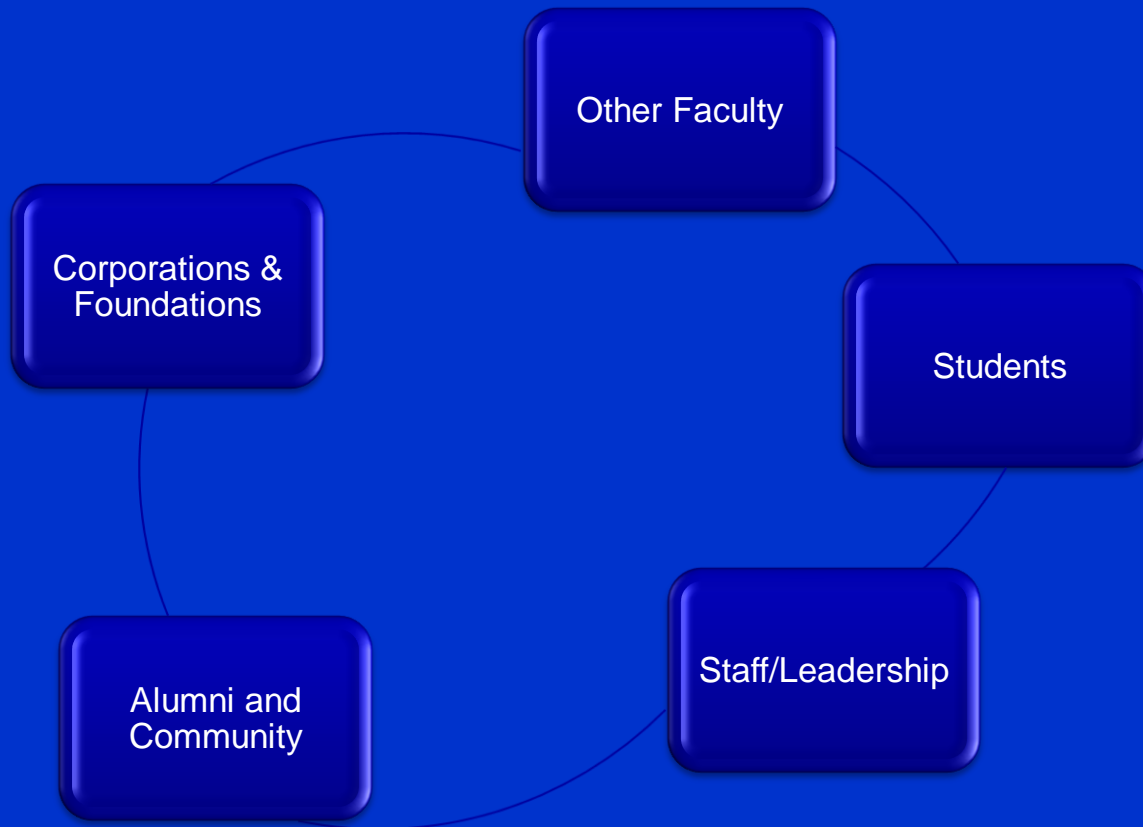 Other Faculty
Corporations &
Foundations
Students
Staff/Leadership
Alumni and
Community